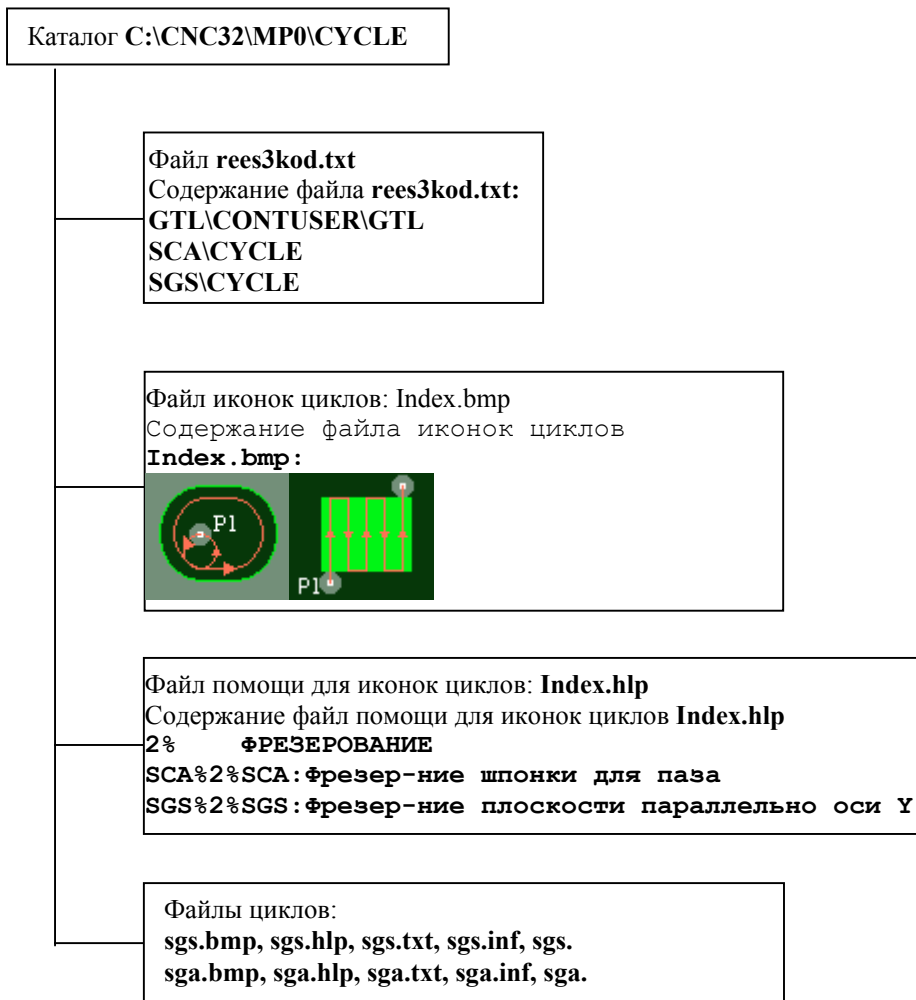 Каталог C:\CNC32\MP0\CYCLE
Файл rees3kod.txt
Содержание файла rees3kod.txt:
GTL\CONTUSER\GTL
SCA\CYCLE
SGS\CYCLE
Файл иконок циклов: Index.bmp
Содержание файла иконок циклов
Index.bmp:
P1
P1
Файл помощи для иконок циклов: Index.hlp
Содержание файл помощи для иконок циклов Index.hlp
2% ФРЕЗЕРОВАНИЕ
SCA%2%SCA:Фрезер-ние шпонки для паза
SGS%2%SGS:Фрезер-ние плоскости параллельно оси Y
Файлы циклов:
sgs.bmp, sgs.hlp, sgs.txt, sgs.inf, sgs.
sga.bmp, sga.hlp, sga.txt, sga.inf, sga.